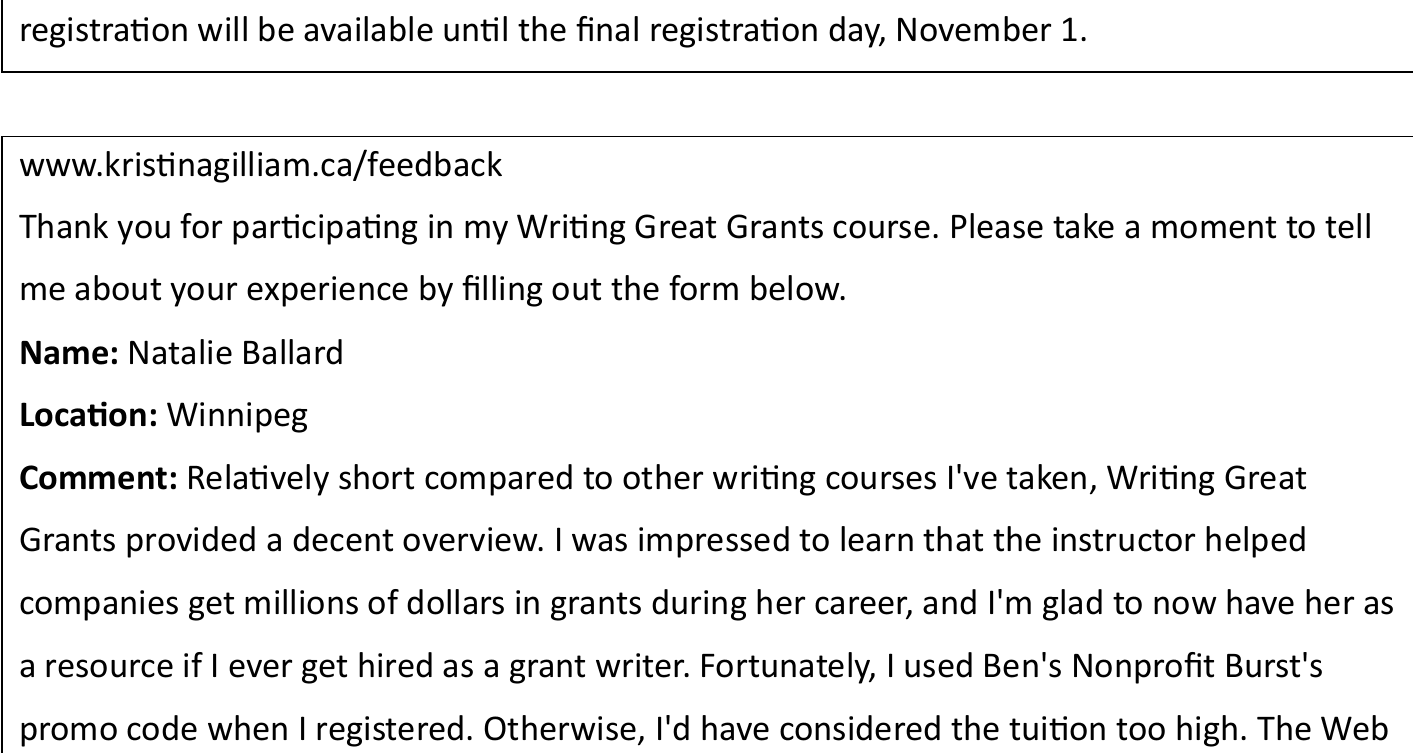 registration will be available until the final registration day, November 1.
www.kristinagilliam.ca/feedback
Thank you for participating in my Writing Great Grants course. Please take a moment to tell
me about your experience by filling out the form below.
Name: Natalie Ballard
Location: Winnipeg
Comment: Relatively short compared to other writing courses I've taken, Writing Great
Grants provided a decent overview. I was impressed to learn that the instructor helped
companies get millions of dollars in grants during her career, and I'm glad to now have her as
a resource if I ever get hired as a grant writer. Fortunately, I used Ben's Nonprofit Burst's
promo code when I registered. Otherwise, I'd have considered the tuition too high. The Web